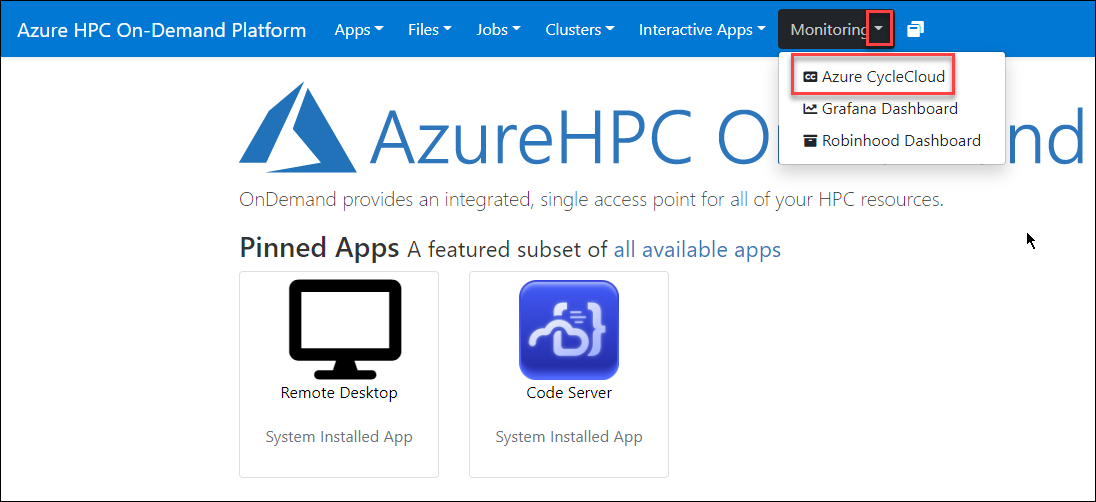 Azure HPC On-Demand Platform Apps Files Jobs Clusters Interactive Apps Monitoring
Azure CycleCloud
Grafana Dashboard
Robinhood Dashboard
AzureHPC O nd
OnDemand provides an integrated, single access point for all of your HPC resources.
Pinned Apps A featured subset of all available apps
Remote Desktop Code Server
System Installed App System Installed App